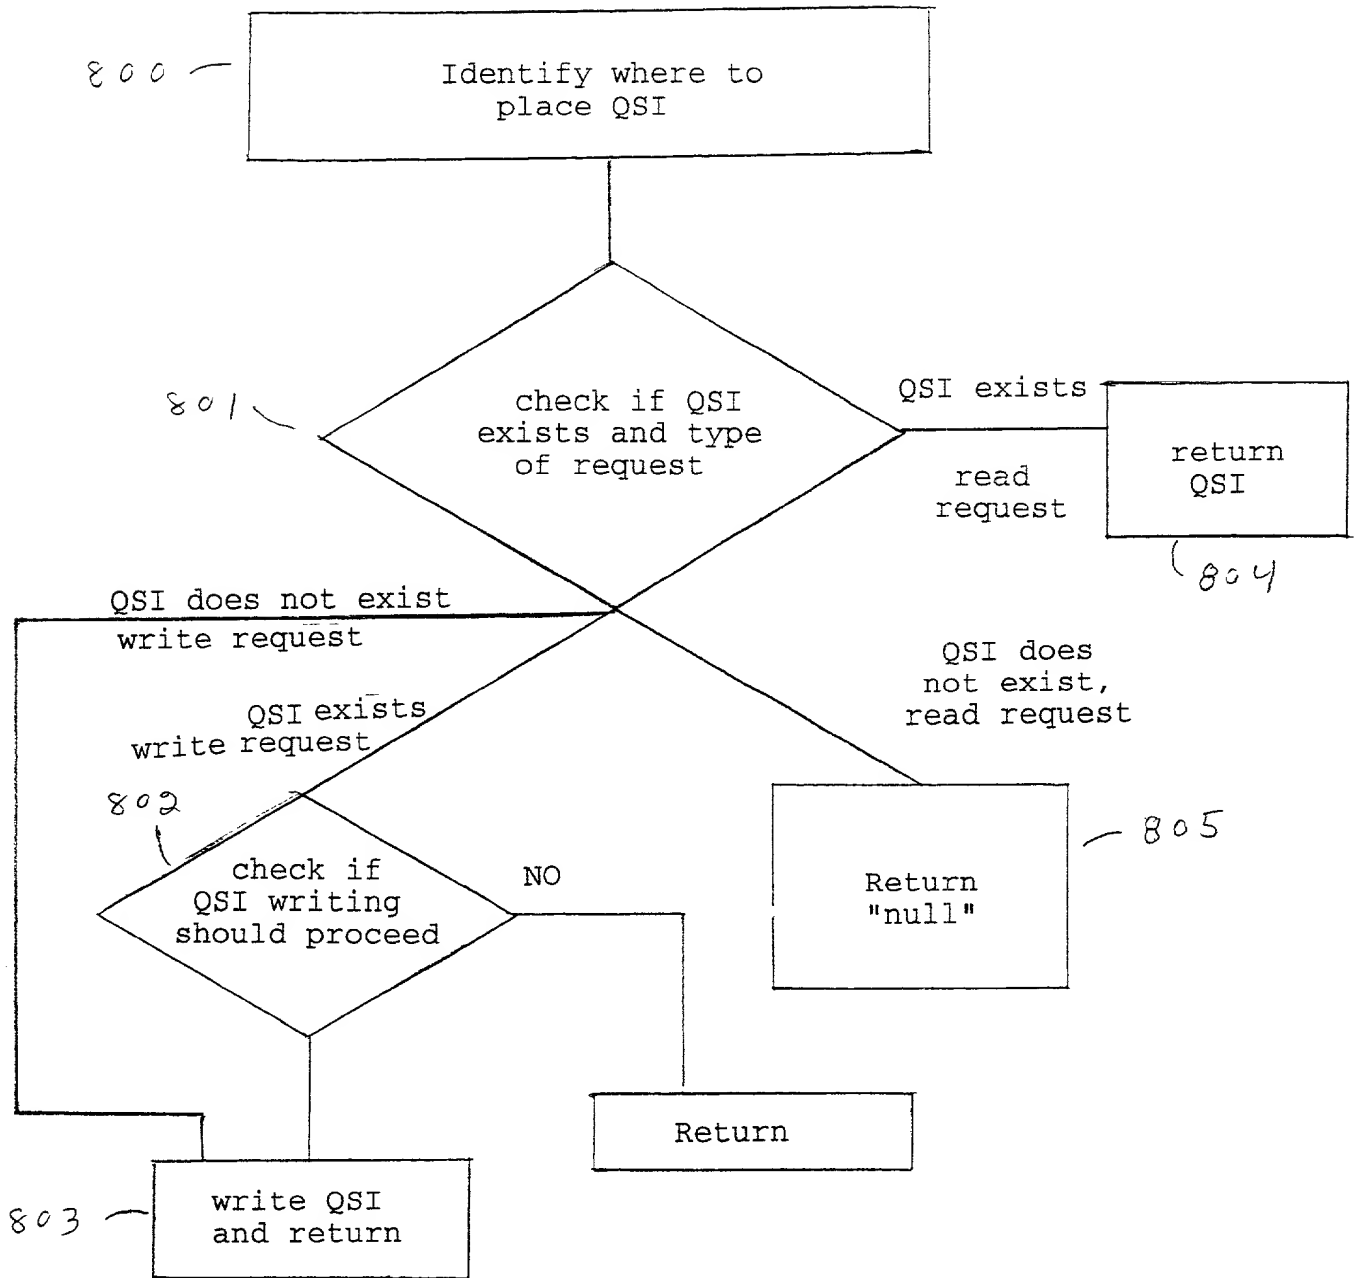 800
Identify where to
place QSI
801
check if QSI
exists and type
of request
QSI exists
read
request
return
QSI
804
QSI does not exist
write request
QSI exists
write request
QSI does
not exist,
read request
802
check if
QSI writing
should proceed
NO
Return
"null"
805
Return
803
write QSI
and return